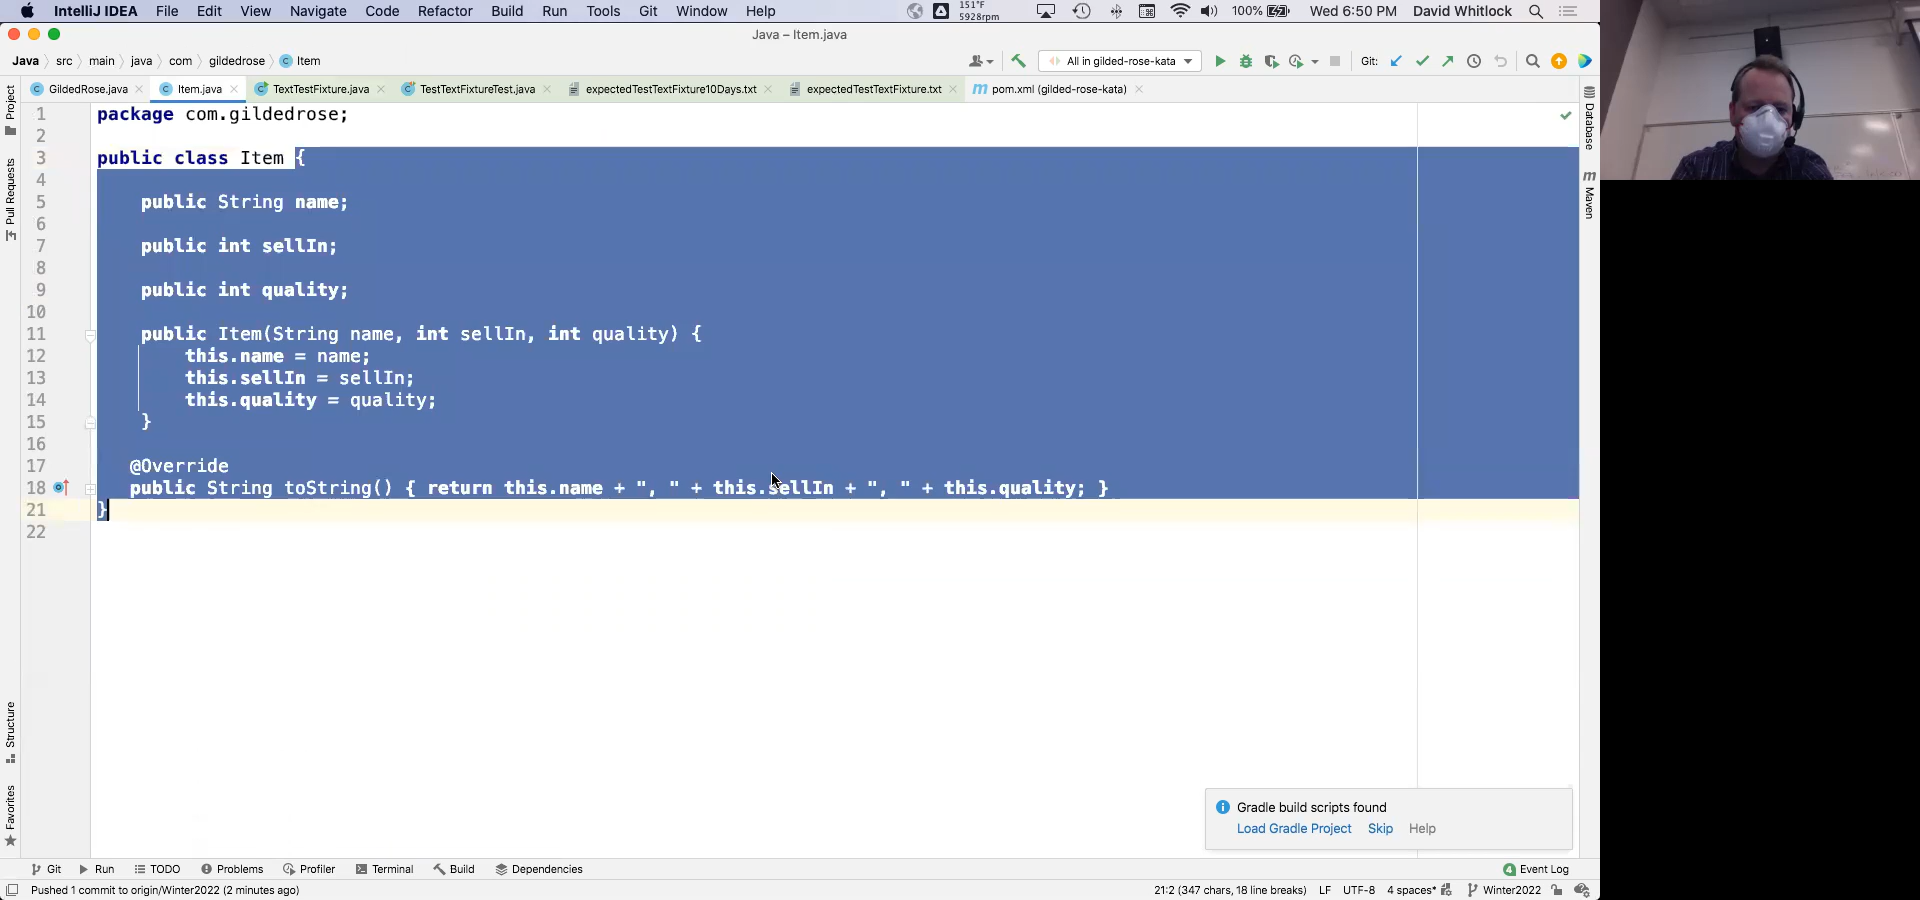 IntelliJ IDEA File Edit View Navigate Code Refactor Build Run Tools Git Window Help 151°F 5928rpm 100% Wed 6:50 PM David Whitlock
Java – Item.java
Java src main java com gildedrose Item All in gilded-rose-kata Git:
GildedRose.java Item.java TextTestFixture.java TestTextFixtureTest.java expectedTestTextFixture10Days.txt expectedTestTextFixture.txt pom.xml (gilded-rose-kata)
Project
Pull Requests
Structure
Favorites
1 package com.gildedrose;
2
3 public class Item {
4
5 public String name;
6
7 public int sellIn;
8
9 public int quality;
10
11 public Item(String name, int sellIn, int quality) {
12 this.name = name;
13 this.sellIn = sellIn;
14 this.quality = quality;
15 }
16
17 @Override
18 public String toString() { return this.name + ", " + this.sellIn + ", " + this.quality; }
21 }
22
Database
Maven
Gradle build scripts found
Load Gradle Project Skip Help
Git Run TODO Problems Profiler Terminal Build Dependencies 4 Event Log
Pushed 1 commit to origin/Winter2022 (2 minutes ago) 21:2 (347 chars, 18 line breaks) LF UTF-8 4 spaces* Winter2022